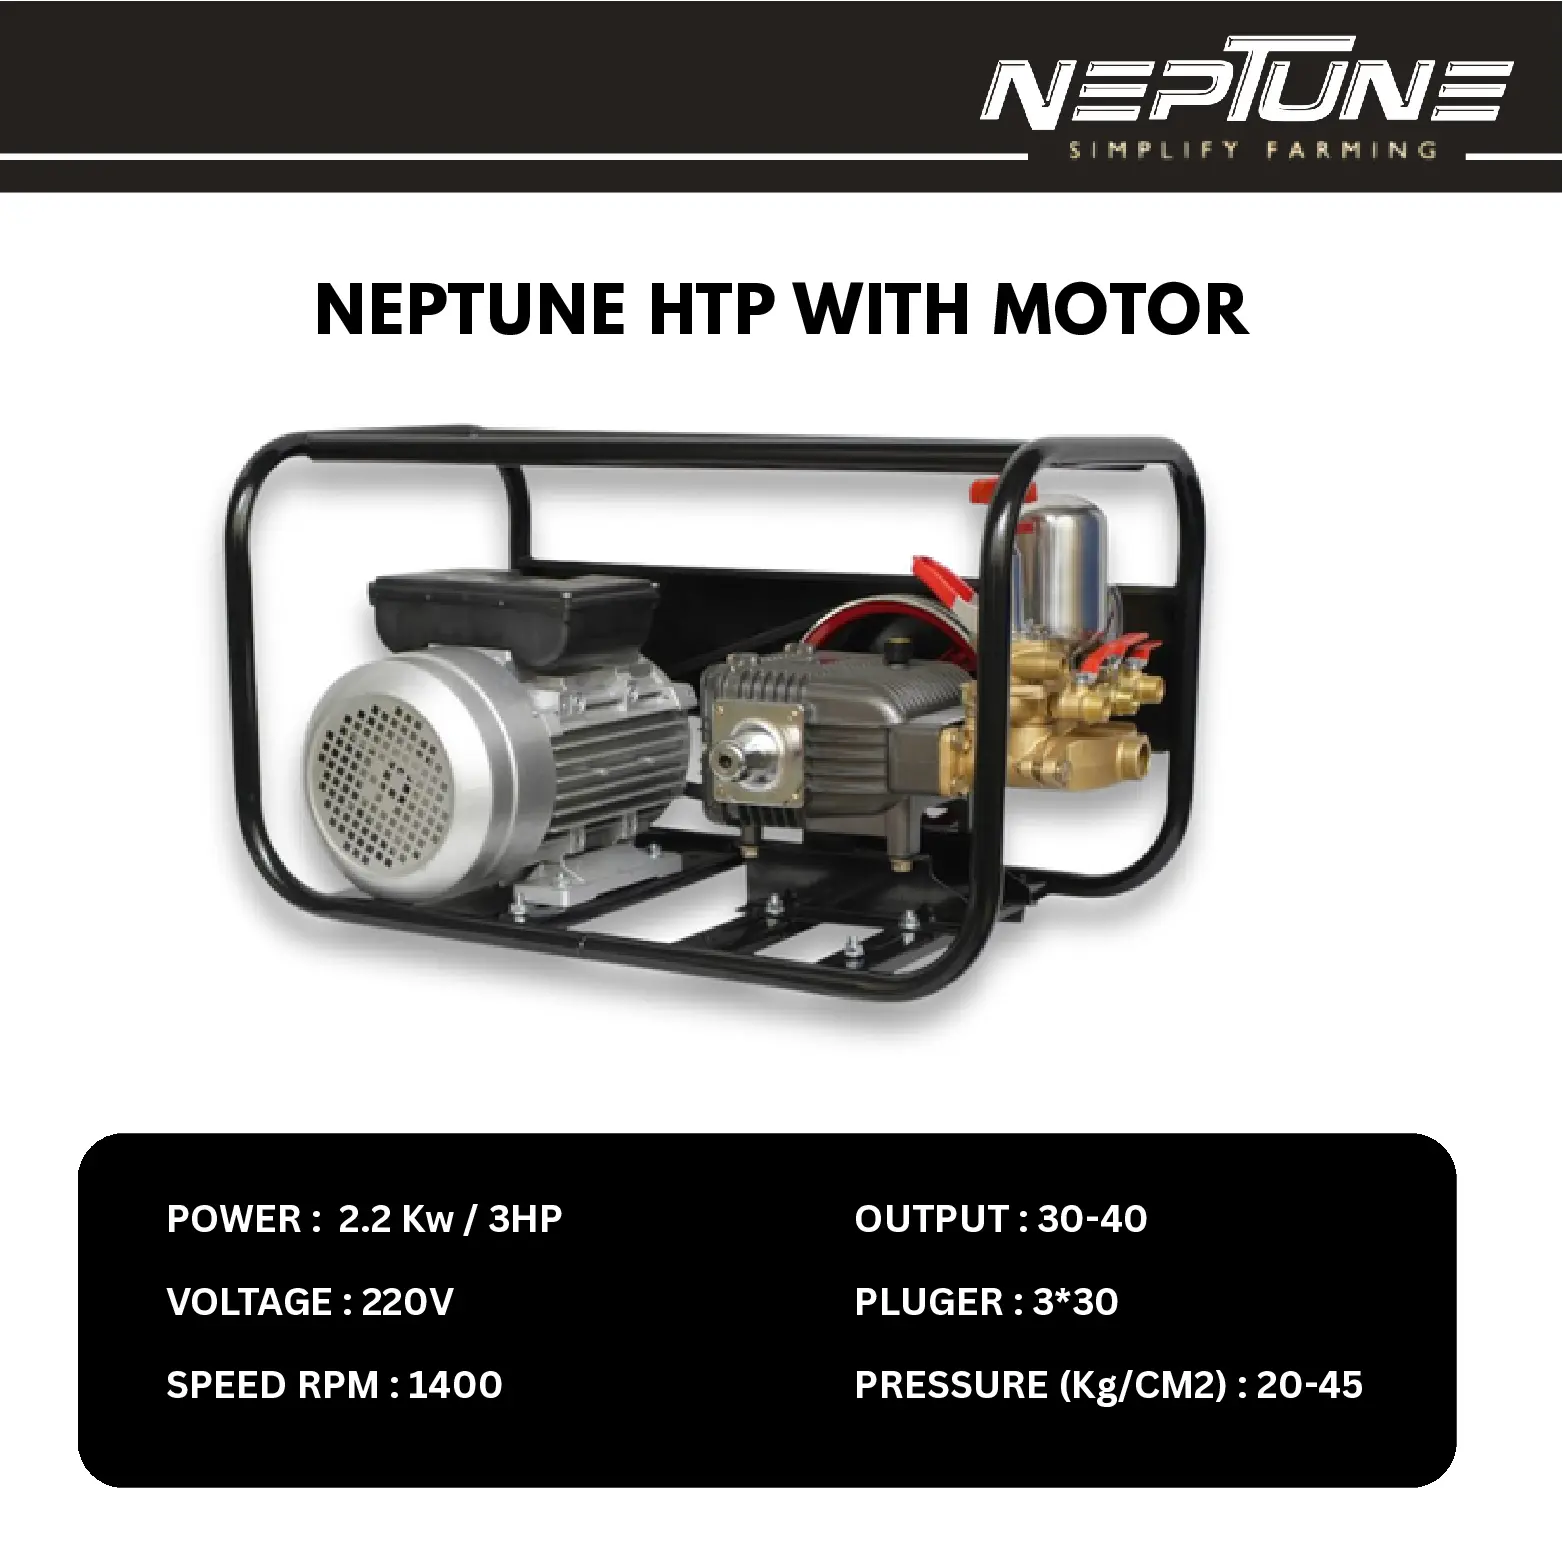 NEPTUNE
SIMPLIFY FARMING
NEPTUNE HTP WITH MOTOR
POWER : 2.2 Kw / 3HP
VOLTAGE : 220V
SPEED RPM : 1400
OUTPUT : 30-40
PLUGER : 3*30
PRESSURE (Kg/CM2) : 20-45